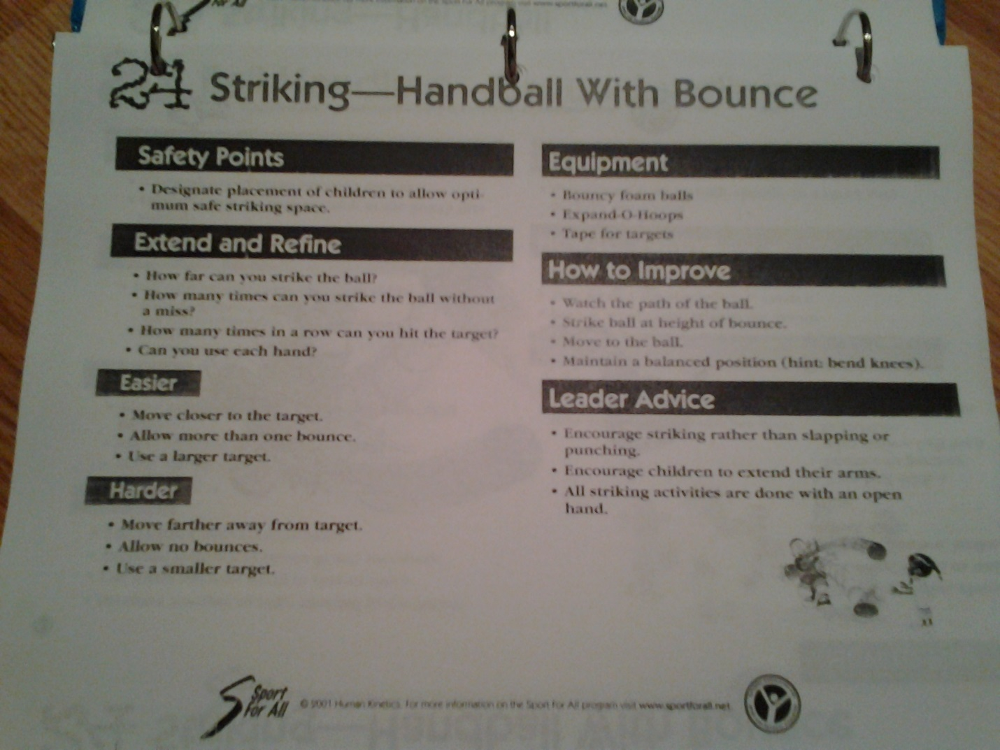 For All
visit www.sportforall.net
24 Striking—Handball With Bounce
Safety Points
• Designate placement of children to allow opti-
mum safe striking space.
Extend and Refine
• How far can you strike the ball?
• How many times can you strike the ball without
a miss?
• How many times in a row can you hit the target?
• Can you use each hand?
Easier
• Move closer to the target.
• Allow more than one bounce.
• Use a larger target.
Harder
• Move farther away from target.
• Allow no bounces.
• Use a smaller target.
Equipment
• Bouncy foam balls
• Expand-O-Hoops
• Tape for targets
How to Improve
• Watch the path of the ball.
• Strike ball at height of bounce.
• Move to the ball.
• Maintain a balanced position (hint: bend knees).
Leader Advice
• Encourage striking rather than slapping or
punching.
• Encourage children to extend their arms.
• All striking activities are done with an open
hand.
Sport
For All
© 2001 Human Kinetics. For more information on the Sport For All program visit www.sportforall.net.